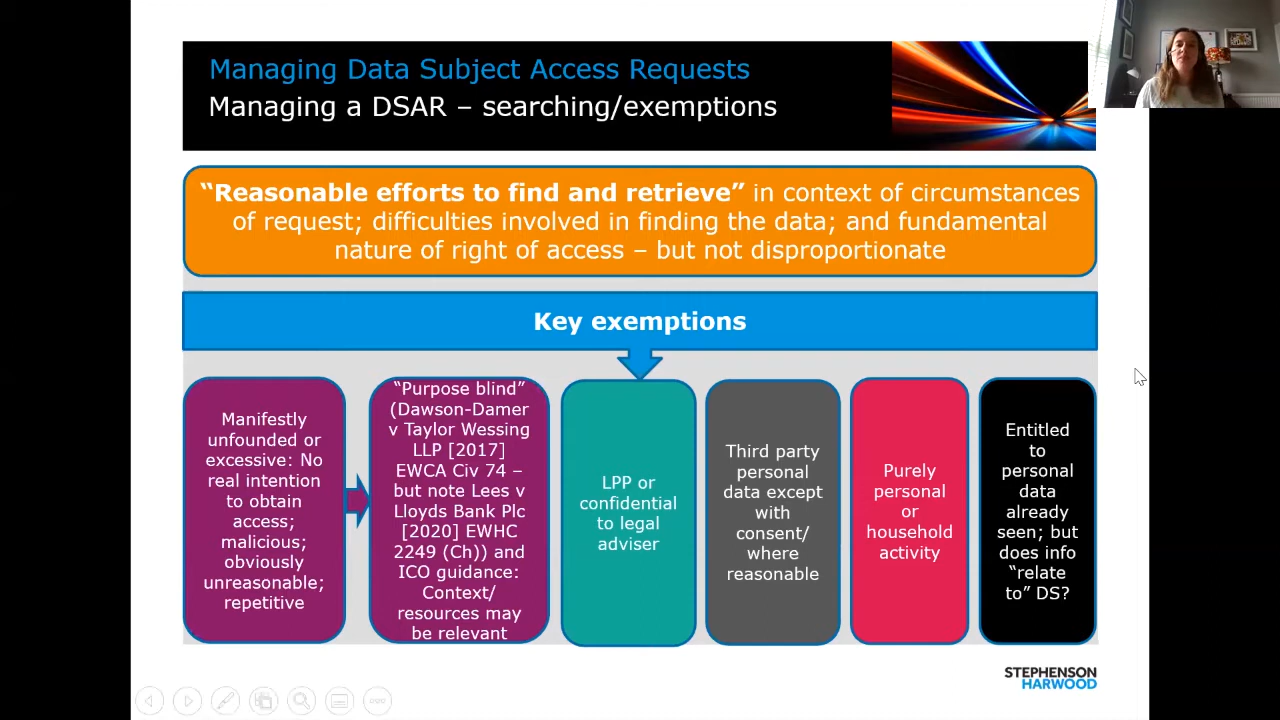 Managing Data Subject Access Requests
Managing a DSAR – searching/exemptions
“Reasonable efforts to find and retrieve” in context of circumstances
of request; difficulties involved in finding the data; and fundamental
nature of right of access – but not disproportionate
Key exemptions
Manifestly
unfounded or
excessive: No
real intention
to obtain
access;
malicious;
obviously
unreasonable;
repetitive
“Purpose blind”
(Dawson-Damer
v Taylor Wessing
LLP [2017]
EWCA Civ 74 –
but note Lees v
Lloyds Bank Plc
[2020] EWHC
2249 (Ch)) and
ICO guidance:
Context/
resources may
be relevant
LPP or
confidential
to legal
adviser
Third party
personal
data except
with
consent/
where
reasonable
Purely
personal
or
household
activity
Entitled
to
personal
data
already
seen; but
does info
“relate
to” DS?
STEPHENSON
HARWOOD